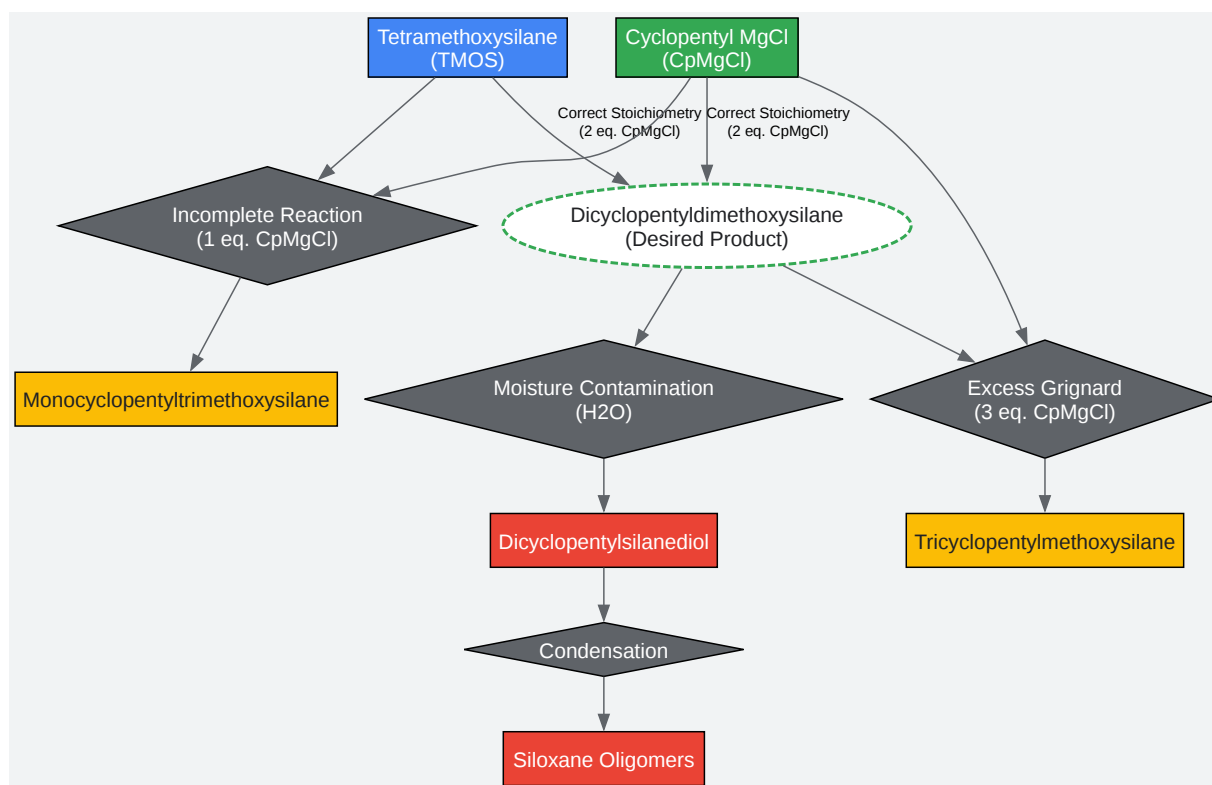 Tetramethoxysilane
(TMOS)
Cyclopentyl MgCl
(CpMgCl)
Correct Stoichiometry
(2 eq. CpMgCl)
Correct Stoichiometry
(2 eq. CpMgCl)
Incomplete Reaction
(1 eq. CpMgCl)
Dicyclopentyldimethoxysilane
(Desired Product)
Monocyclopentyltrimethoxysilane
Moisture Contamination
(H2O)
Excess Grignard
(3 eq. CpMgCl)
Dicyclopentylsilanediol
Tricyclopentylmethoxysilane
Condensation
Siloxane Oligomers